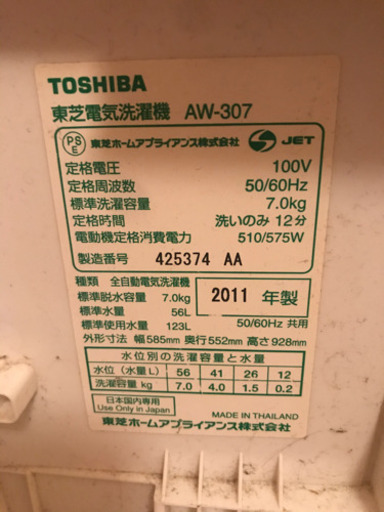 TOSHIBA
東芝電気洗濯機 AW-307
PS E 東芝ホームアプライアンス株式会社 S JET
定格電圧 100V
定格周波数 50/60Hz
標準洗濯容量 7.0kg
定格時間 洗いのみ 12分
電動機定格消費電力 510/575W
製造番号 425374 AA
種類 全自動電気洗濯機
標準脱水容量 7.0kg 2011 年製
標準水量 56L
標準使用水量 123L 50/60Hz 共用
外形寸法 幅585mm 奥行552mm 高さ928mm
水位別の洗濯容量と水量
水位(水量L) 56 41 26 12
洗濯容量 kg 7.0 4.0 1.5 0.2
日本国内専用
Use Only in Japan
MADE IN THAILAND
東芝ホームアプライアンス株式会社